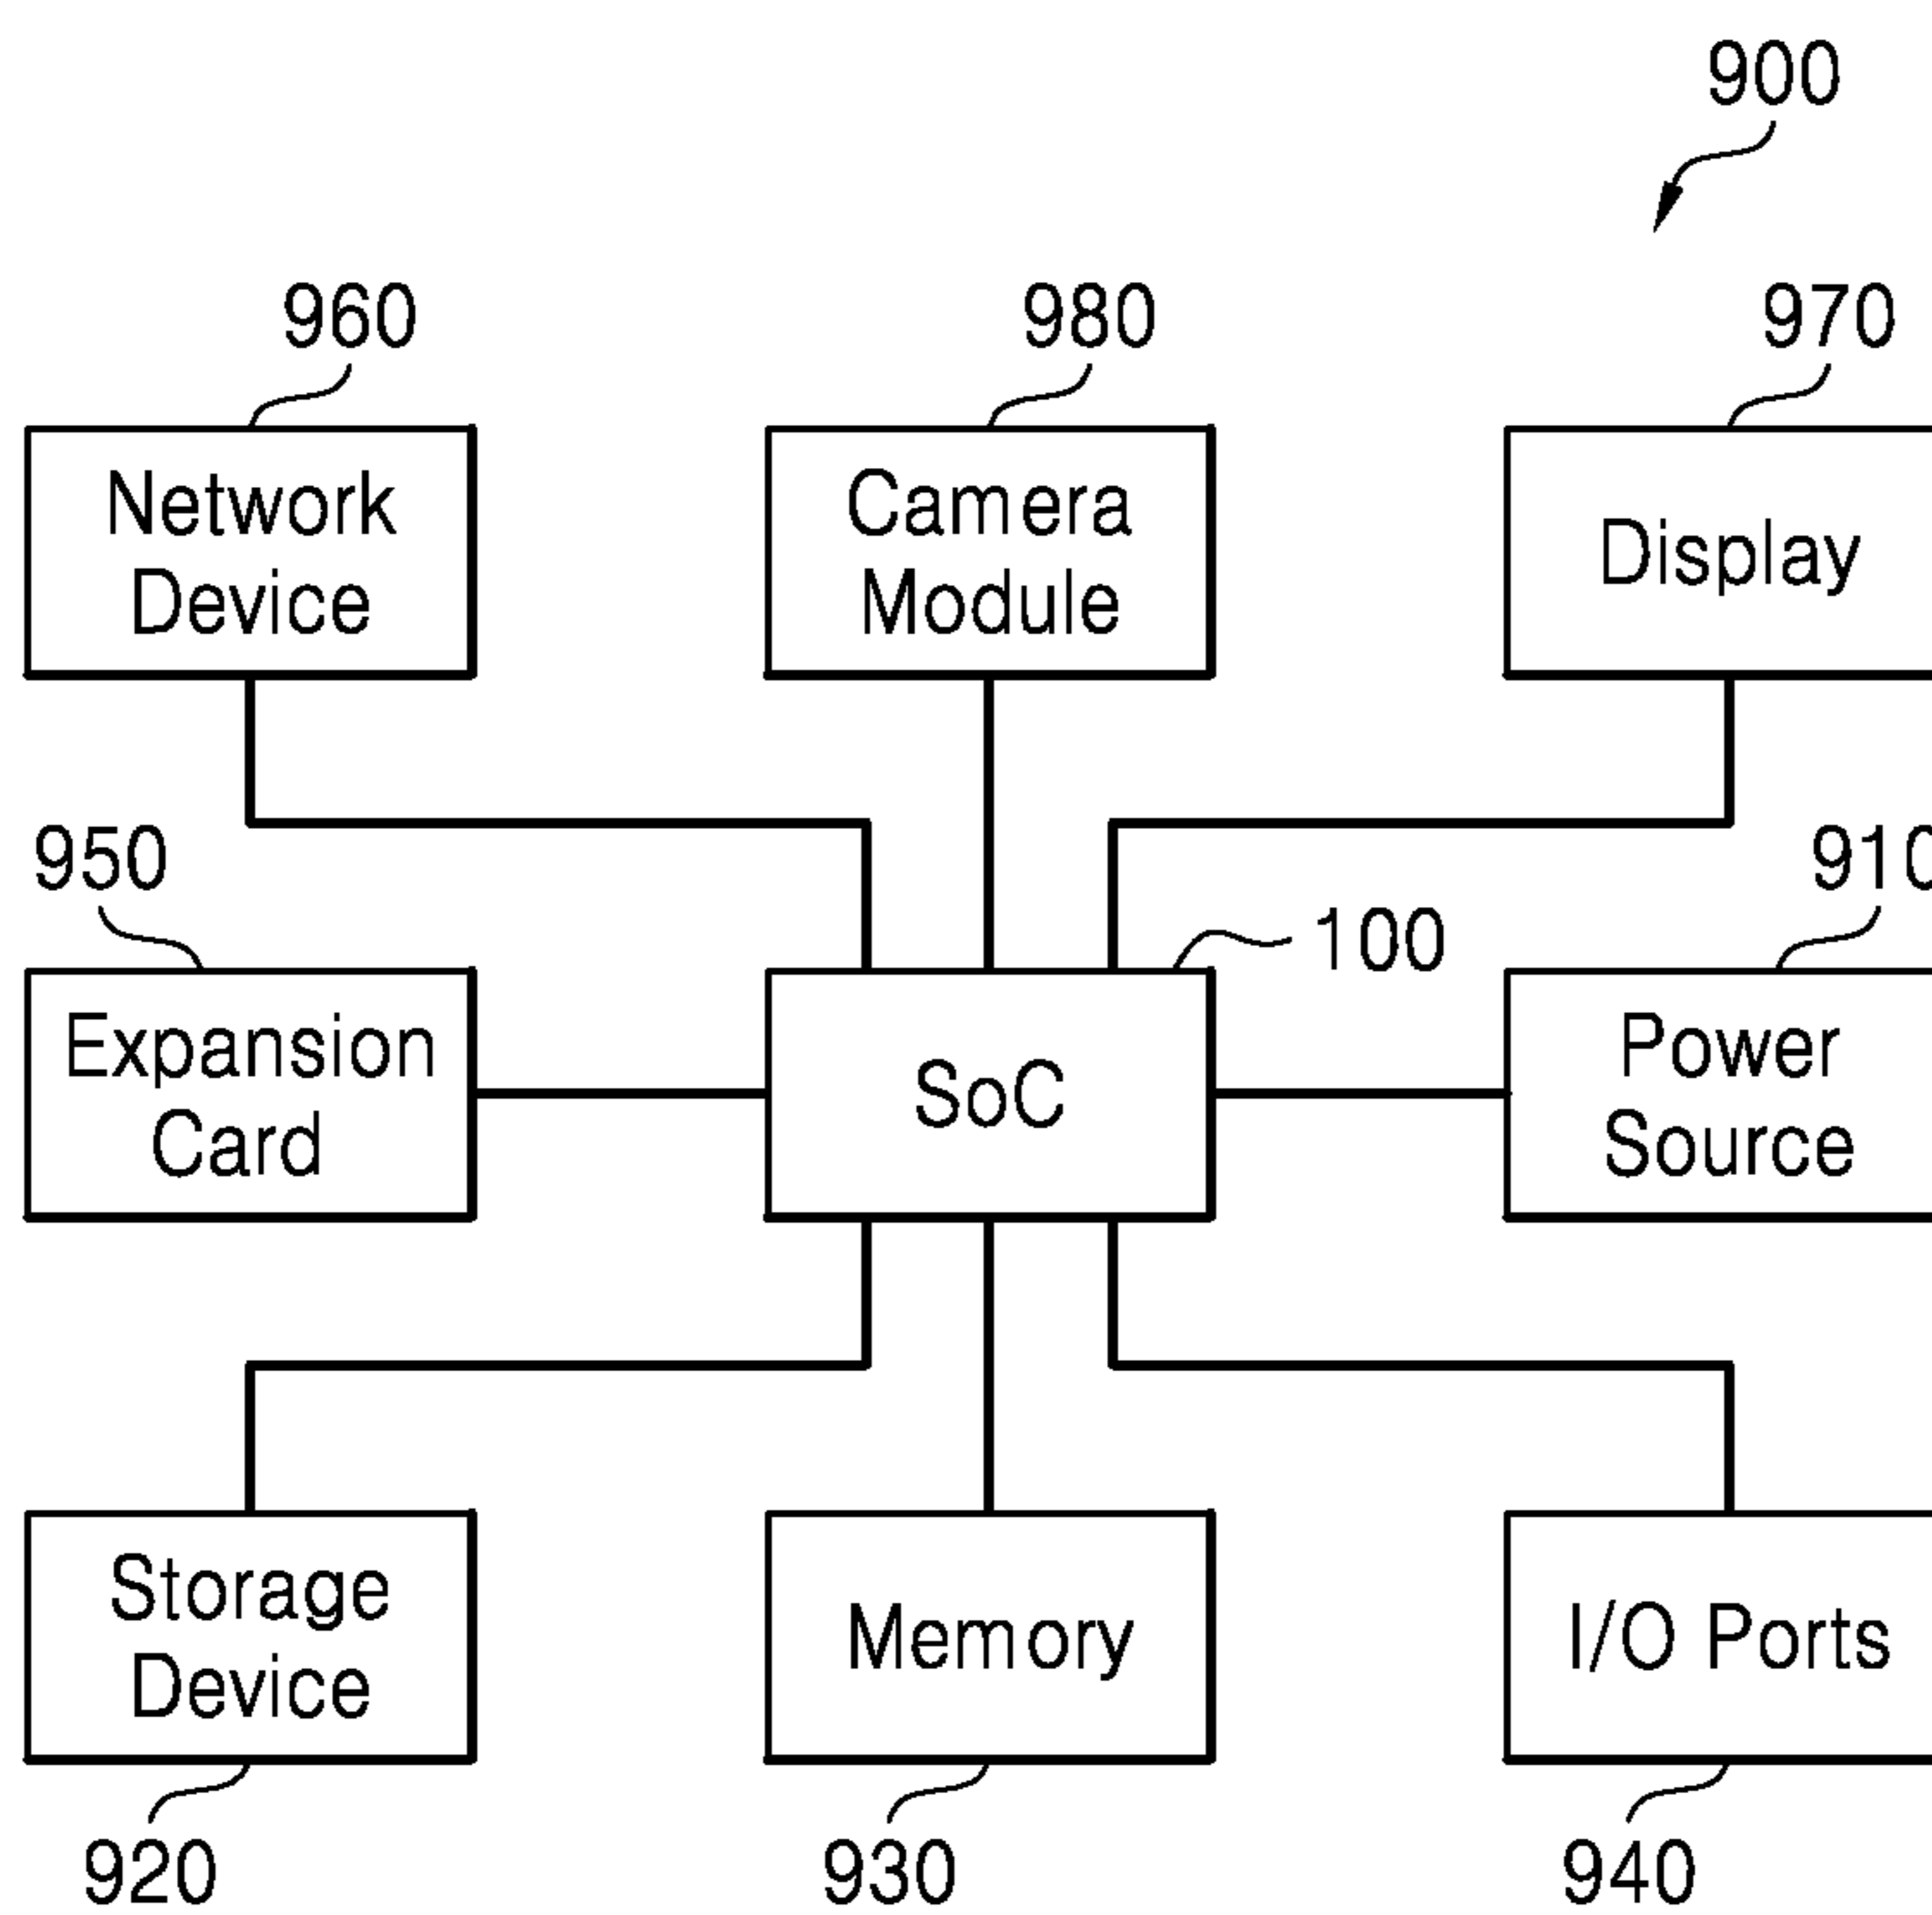 900
960
980
970
Network
Device
Camera
Module
Display
950
910
100
Expansion
Card
SoC
Power
Source
Storage
Device
Memory
I/O Ports
920
930
940